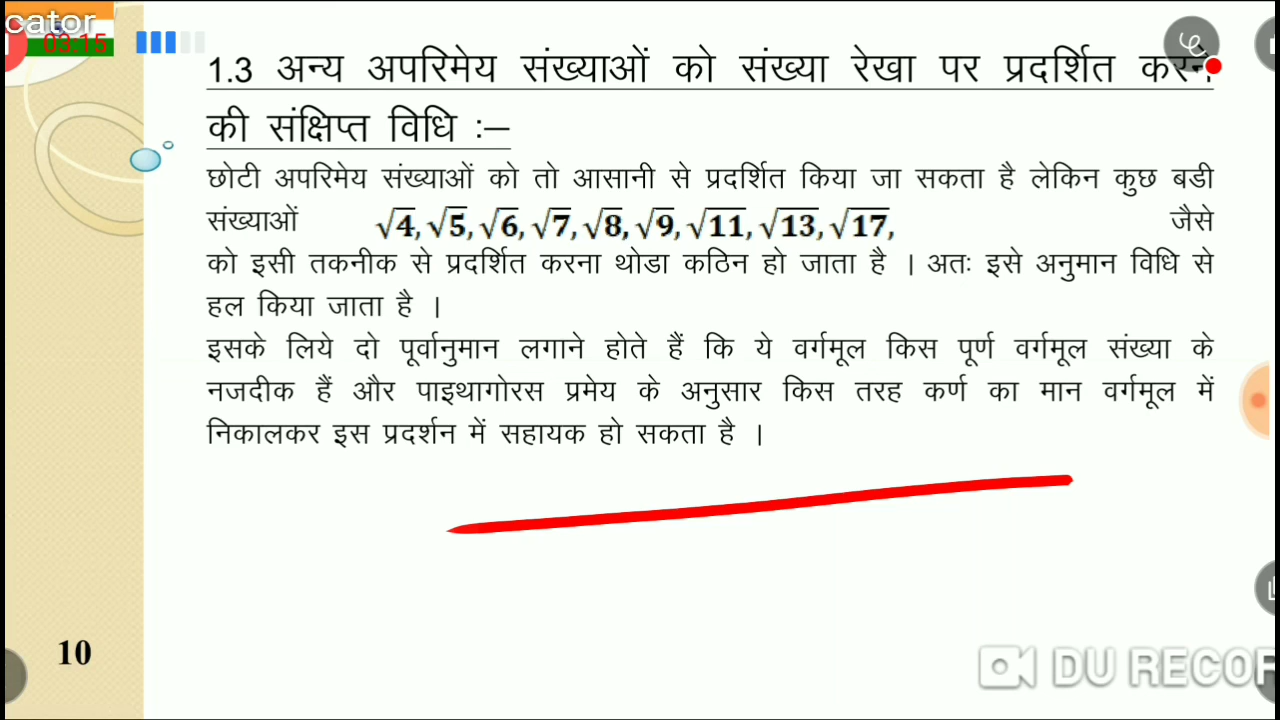 cator
03:15
1.3 अन्य अपरिमेय संख्याओं को संख्या रेखा पर प्रदर्शित करने
की संक्षिप्त विधि :–
छोटी अपरिमेय संख्याओं को तो आसानी से प्रदर्शित किया जा सकता है लेकिन कुछ बडी
संख्याओं √4, √5, √6, √7, √8, √9, √11, √13, √17, जैसे
को इसी तकनीक से प्रदर्शित करना थोडा कठिन हो जाता है । अतः इसे अनुमान विधि से
हल किया जाता है ।
इसके लिये दो पूर्वानुमान लगाने होते हैं कि ये वर्गमूल किस पूर्ण वर्गमूल संख्या के
नजदीक हैं और पाइथागोरस प्रमेय के अनुसार किस तरह कर्ण का मान वर्गमूल में
निकालकर इस प्रदर्शन में सहायक हो सकता है ।
10
DU RECOR